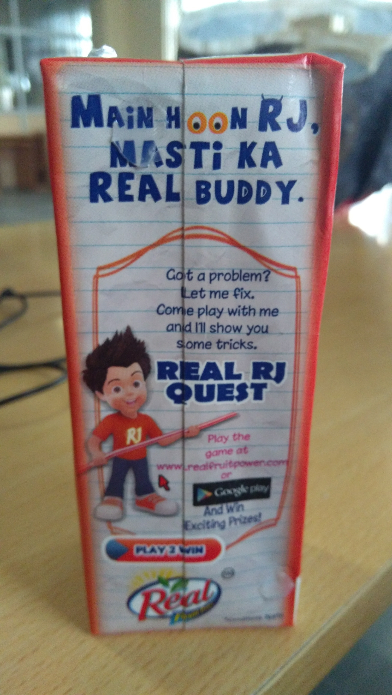 MAIN HOON RJ,
MASTI KA
REAL BUDDY.
Got a problem?
Let me fix.
Come play with me
and I'll show you
some tricks.
REAL RJ
QUEST
RJ
Play the
game at
www.realfruitpower.com
or
Google play
And Win
Exciting Prizes!
PLAY 2 WIN
Real